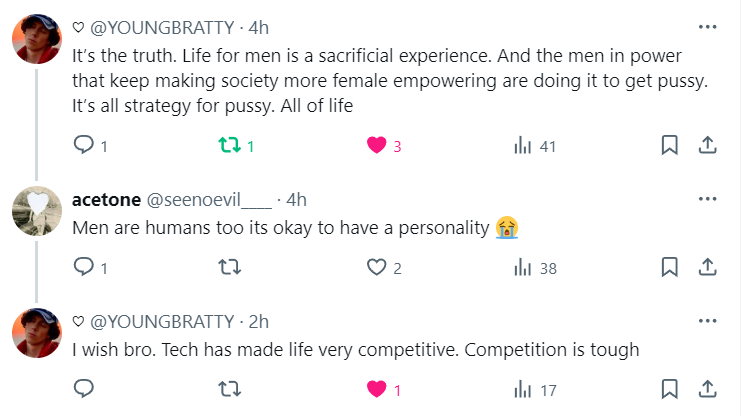 ♡ @YOUNGBRATTY · 4h
It’s the truth. Life for men is a sacrificial experience. And the men in power
that keep making society more female empowering are doing it to get pussy.
It’s all strategy for pussy. All of life
1 1 3 41
acetone @seenoevil____ · 4h
Men are humans too its okay to have a personality 😭
1 2 38
♡ @YOUNGBRATTY · 2h
I wish bro. Tech has made life very competitive. Competition is tough
1 17